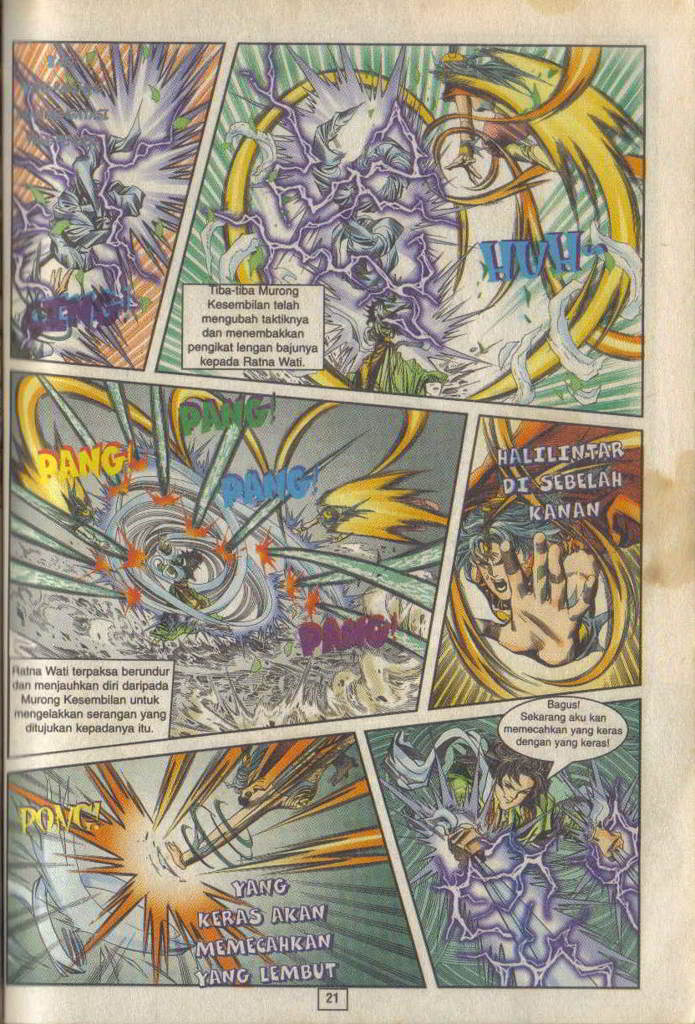 CING!
HUH..
Tiba-tiba Murong
Kesembilan telah
mengubah taktiknya
dan menembakkan
pengikat lengan bajunya
kepada Ratna Wati.
PANG!
PANG!
PANG!
PANG!
Ratna Wati terpaksa berundur
dan menjauhkan diri daripada
Murong Kesembilan untuk
mengelakkan serangan yang
ditujukan kepadanya itu.
HALILINTAR
DI SEBELAH
KANAN
PONG!
YANG
KERAS AKAN
MEMECAHKAN
YANG LEMBUT
Bagus!
Sekarang aku kan
memecahkan yang keras
dengan yang keras!
21